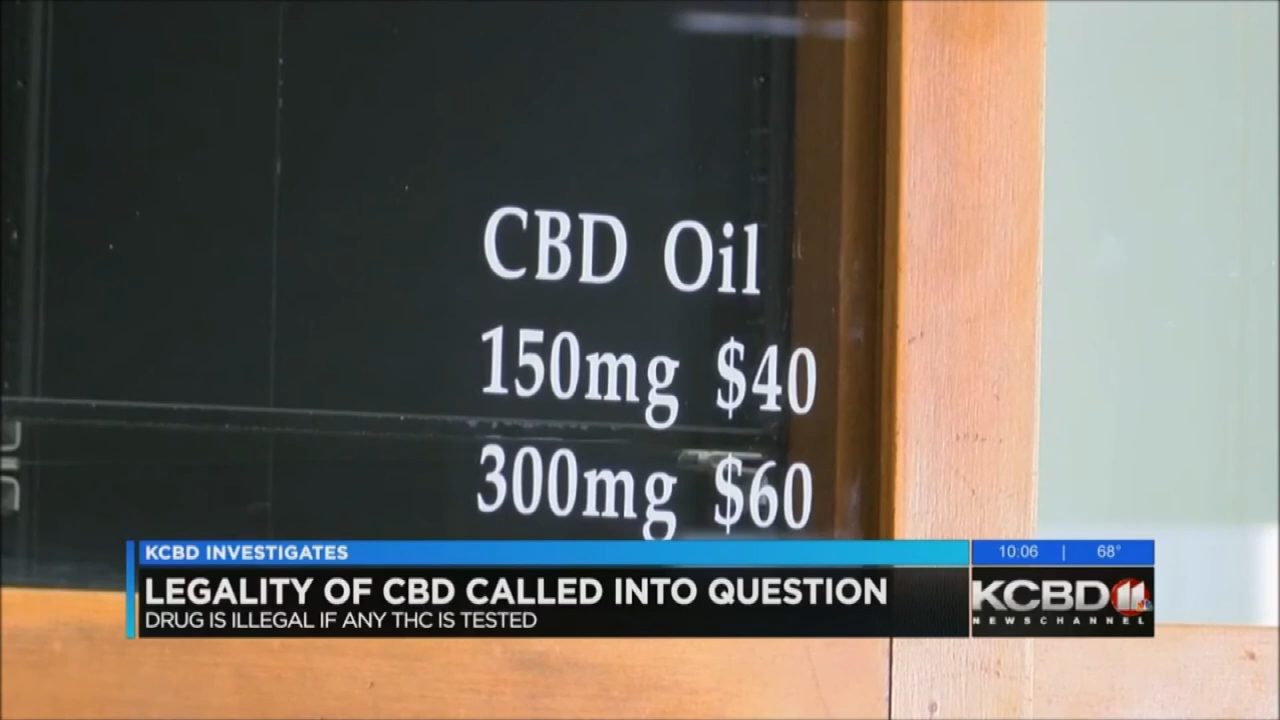 CBD Oil
150mg $40
300mg $60
KCBD INVESTIGATES
10:06 | 68°
LEGALITY OF CBD CALLED INTO QUESTION
DRUG IS ILLEGAL IF ANY THC IS TESTED
KCBD 11
NEWSCHANNEL